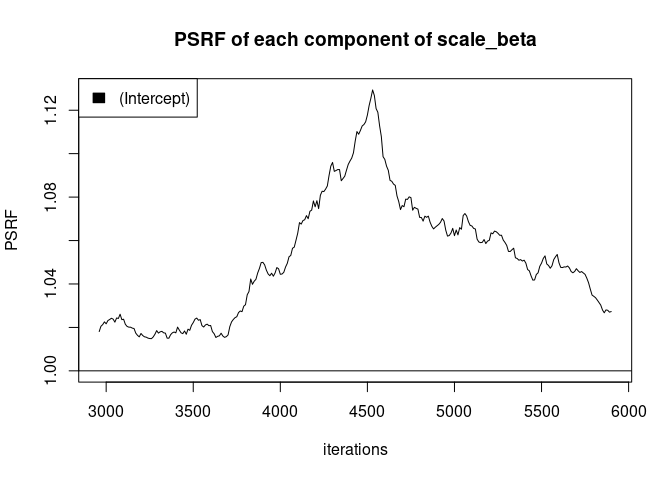 PSRF of each component of scale_beta
(Intercept)
PSRF
1.12
1.08
1.04
1.00
3000 3500 4000 4500 5000 5500 6000
iterations